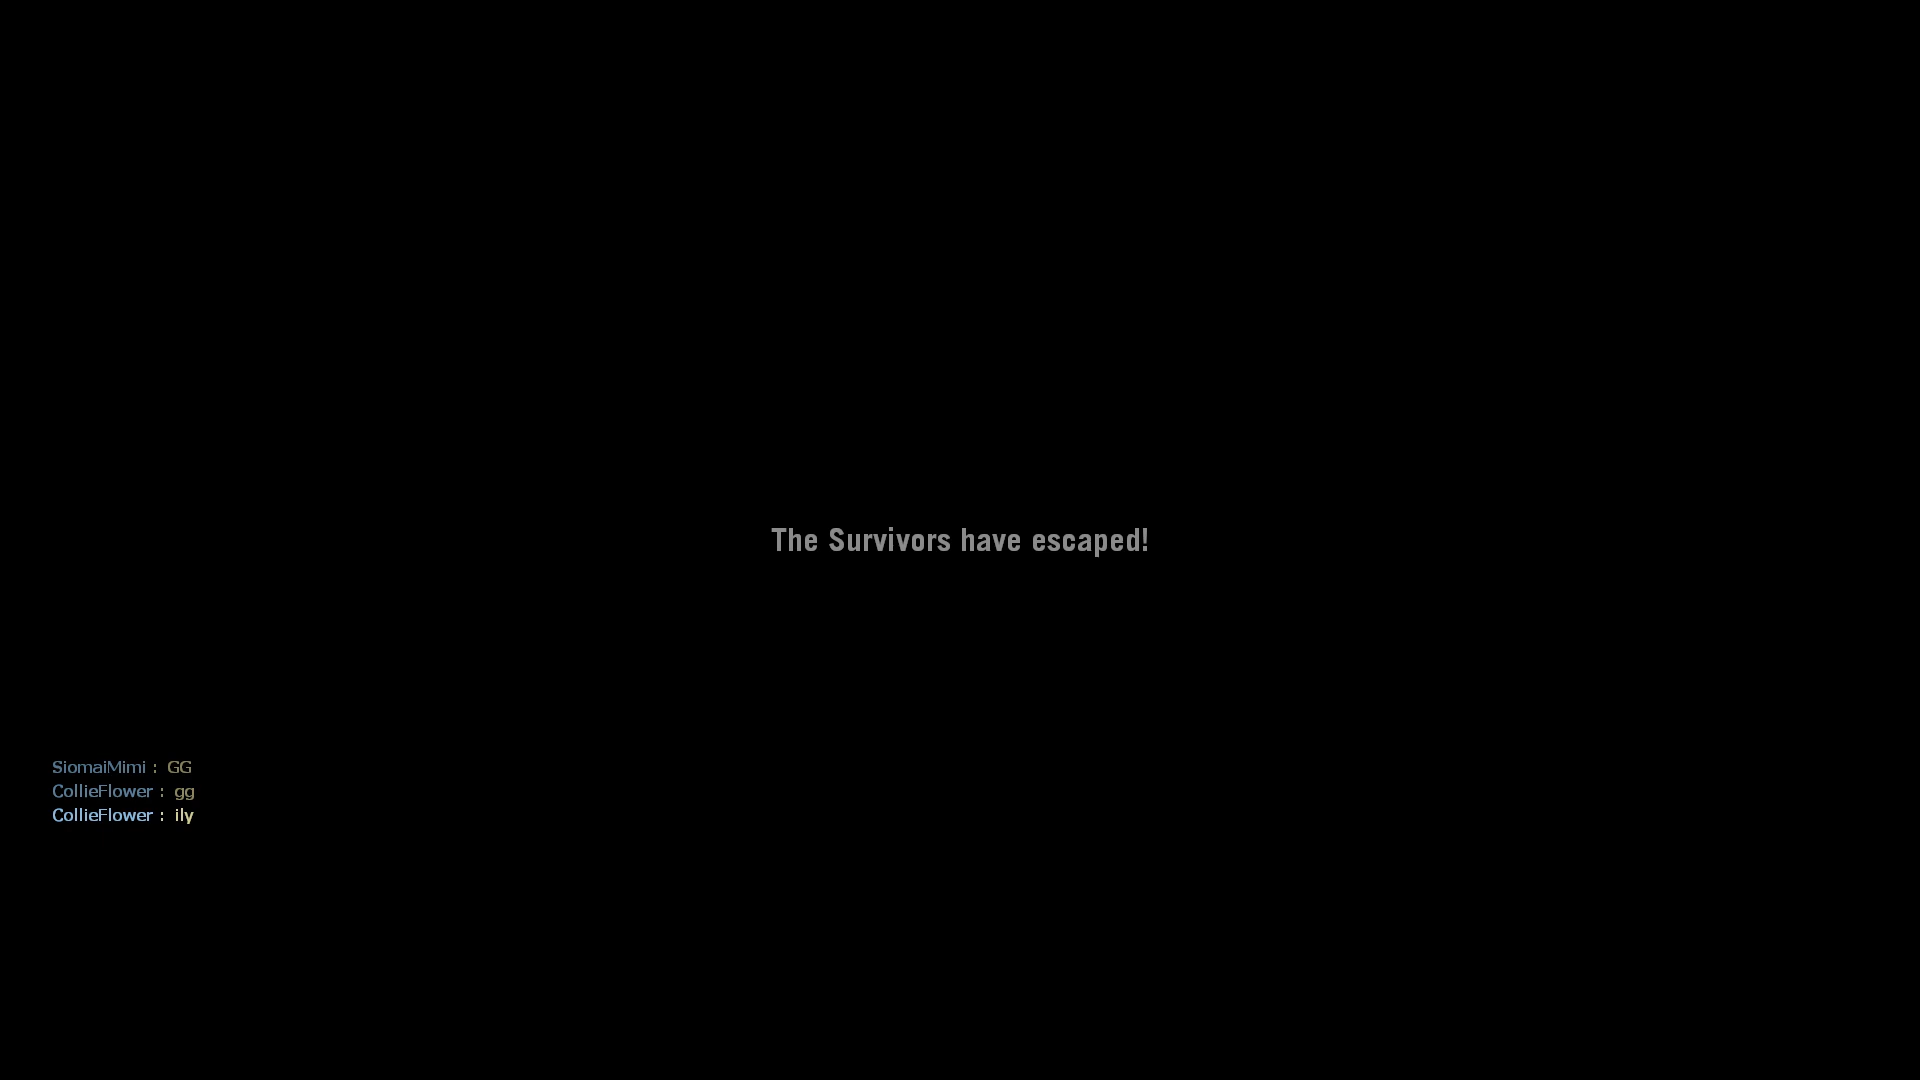 The Survivors have escaped!
SiomaiMimi : GG
CollieFlower : gg
CollieFlower : ily